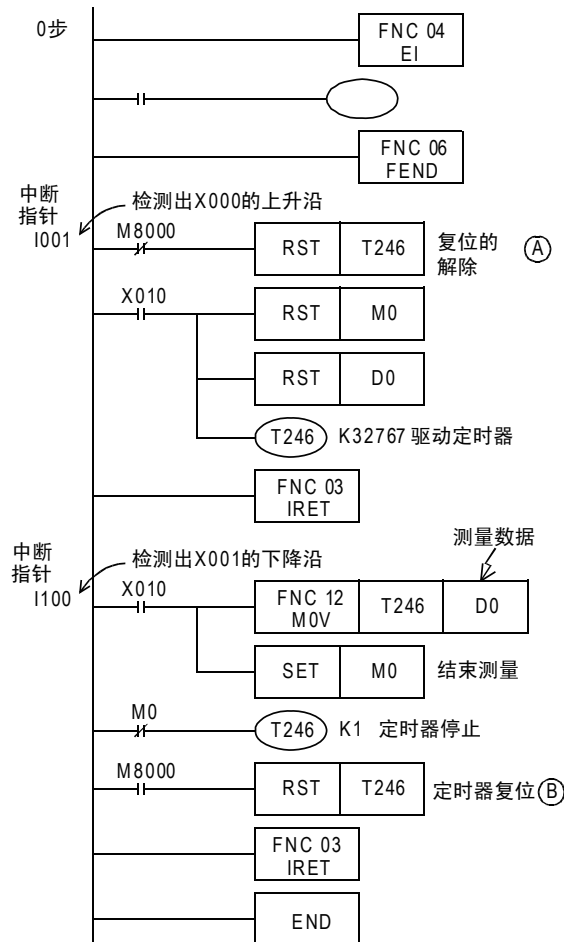 0步
FNC 04
EI
FNC 06
FEND
中断
指针
I001
检测出X000的上升沿
M8000
RST T246
复位的
解除
A
X010
RST M0
RST D0
T246 K32767 驱动定时器
FNC 03
IRET
中断
指针
I100
检测出X001的下降沿
测量数据
X010
FNC 12
MOV
T246 D0
SET M0 结束测量
M0
T246 K1 定时器停止
M8000
RST T246 定时器复位 B
FNC 03
IRET
END